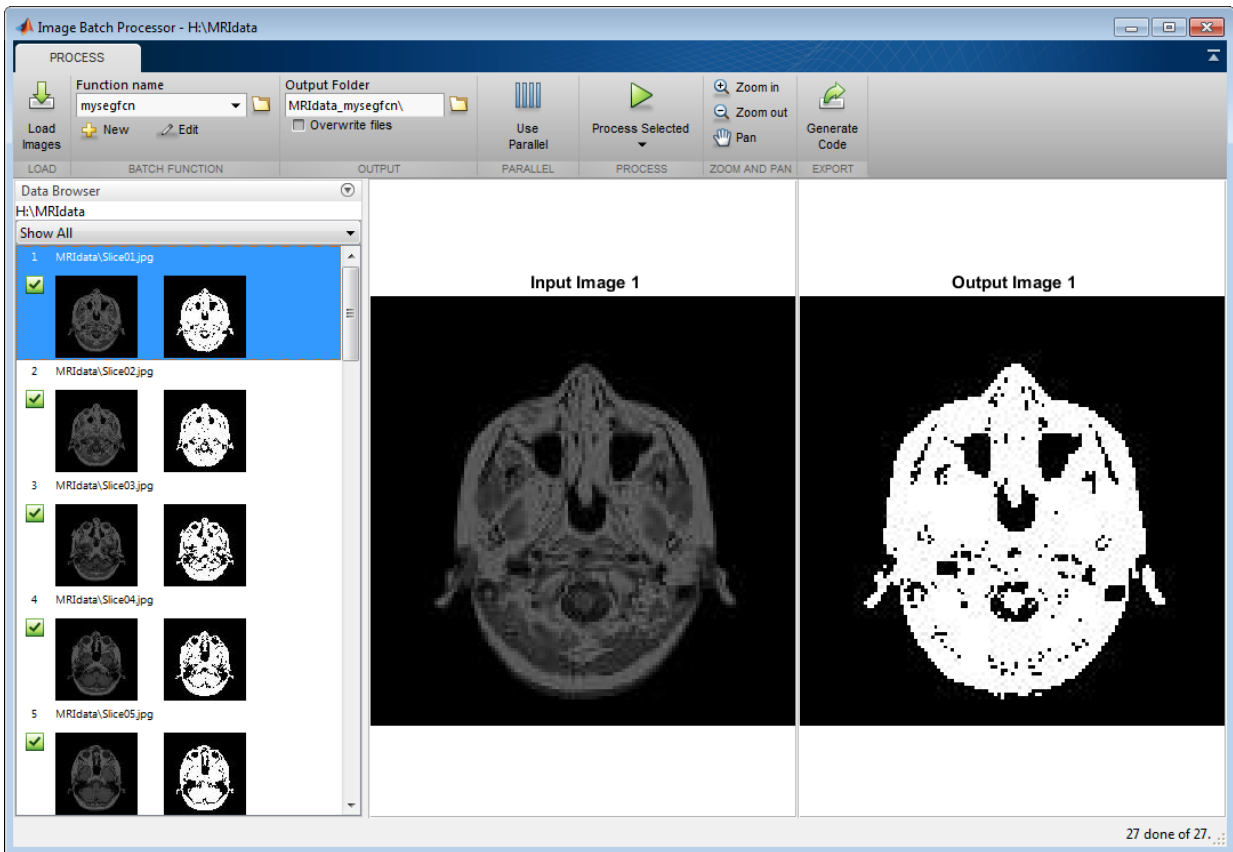 Image Batch Processor - H:\MRIdata
PROCESS
Load Images
LOAD
Function name
mysegfcn
New
Edit
BATCH FUNCTION
Output Folder
MRIdata_mysegfcn\
Overwrite files
OUTPUT
Use Parallel
PARALLEL
Process Selected
PROCESS
Zoom in
Zoom out
Pan
ZOOM AND PAN
Generate Code
EXPORT
Data Browser
H:\MRIdata
Show All
1 MRIdata\Slice01.jpg
2 MRIdata\Slice02.jpg
3 MRIdata\Slice03.jpg
4 MRIdata\Slice04.jpg
5 MRIdata\Slice05.jpg
Input Image 1
Output Image 1
27 done of 27.